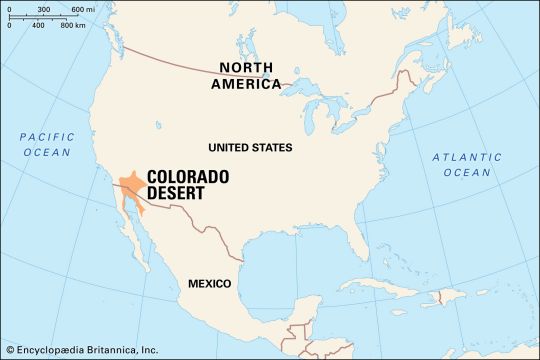 0 300 600 mi
0 400 800 km
NORTH
AMERICA
PACIFIC
OCEAN
UNITED STATES
ATLANTIC
OCEAN
COLORADO
DESERT
MEXICO
© Encyclopædia Britannica, Inc.